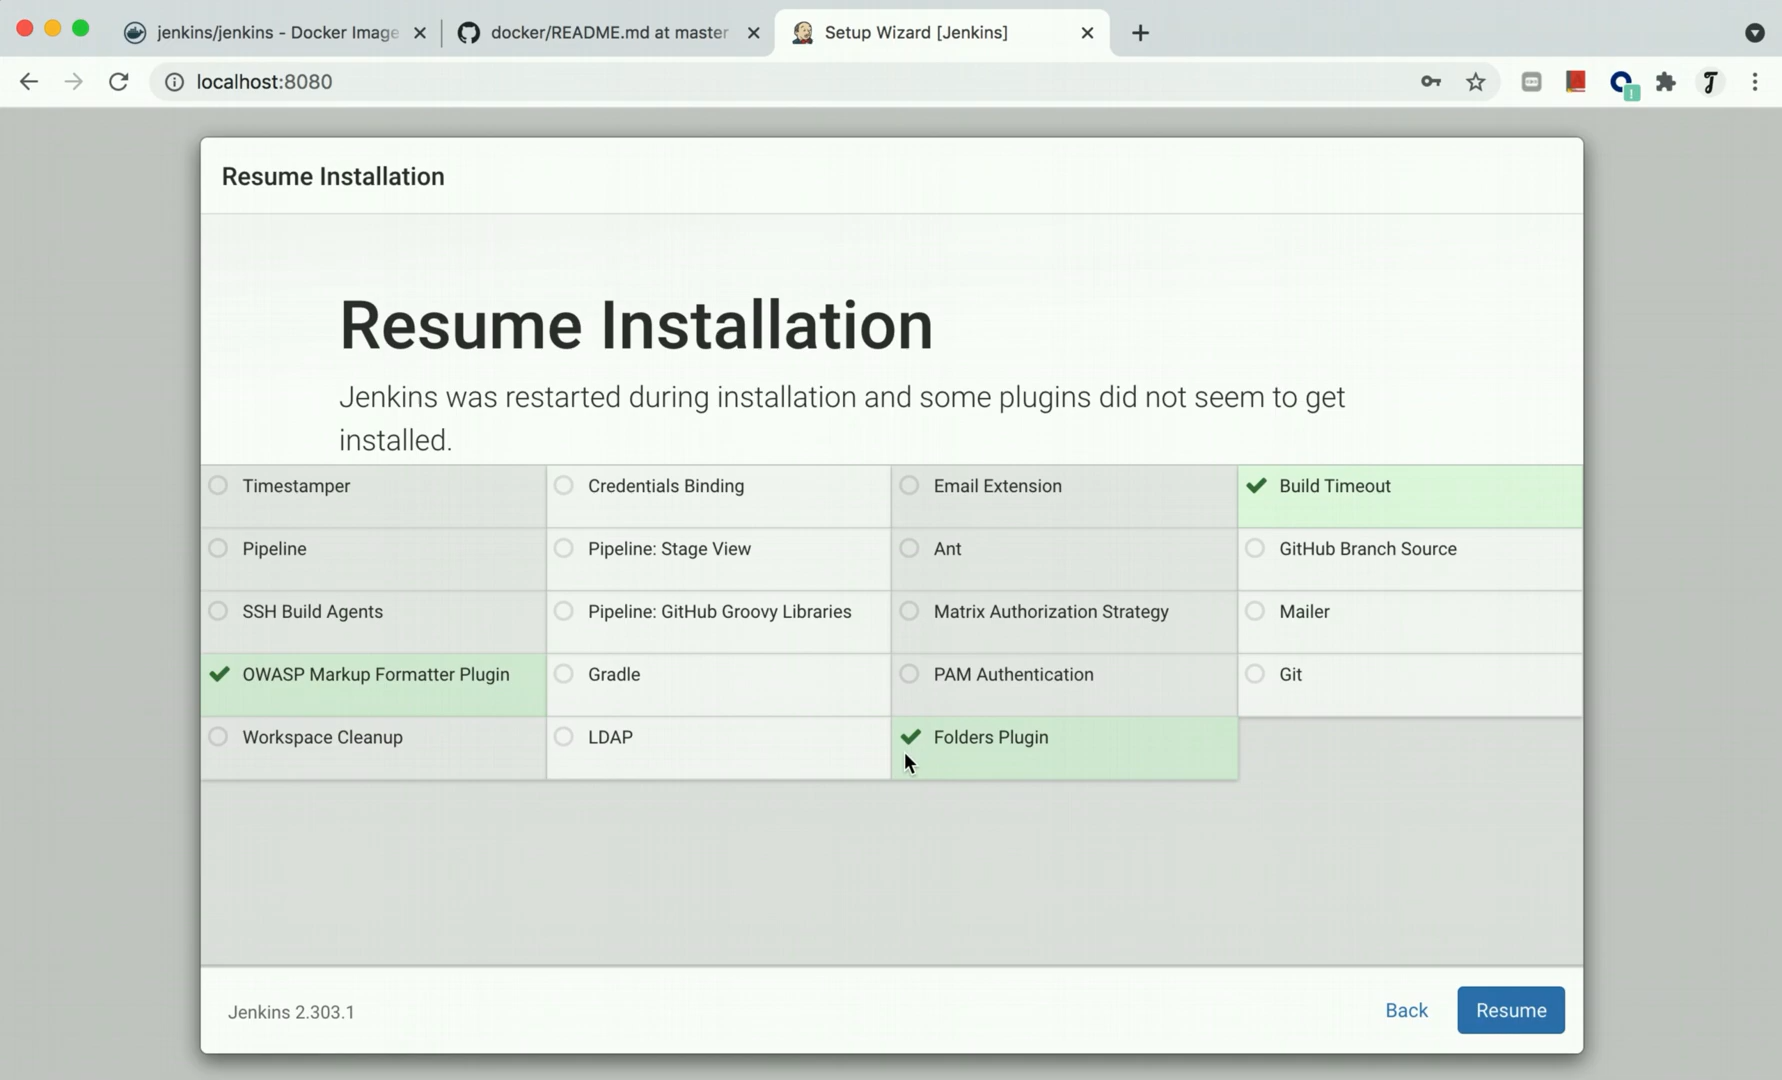 jenkins/jenkins - Docker Image
docker/README.md at master
Setup Wizard [Jenkins]
localhost:8080
Resume Installation
Resume Installation
Jenkins was restarted during installation and some plugins did not seem to get
installed.
Timestamper
Credentials Binding
Email Extension
Build Timeout
Pipeline
Pipeline: Stage View
Ant
GitHub Branch Source
SSH Build Agents
Pipeline: GitHub Groovy Libraries
Matrix Authorization Strategy
Mailer
OWASP Markup Formatter Plugin
Gradle
PAM Authentication
Git
Workspace Cleanup
LDAP
Folders Plugin
Jenkins 2.303.1
Back
Resume